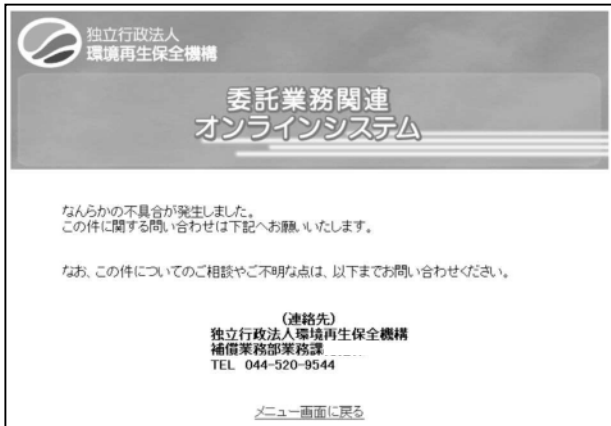 独立行政法人
環境再生保全機構
委託業務関連
オンラインシステム
なんらかの不具合が発生しました。
この件に関する問い合わせは下記へお願いいたします。
なお、この件についてのご相談やご不明な点は、以下までお問い合わせください。
(連絡先)
独立行政法人環境再生保全機構
補償業務部業務課
TEL 044-520-9544
メニュー画面に戻る